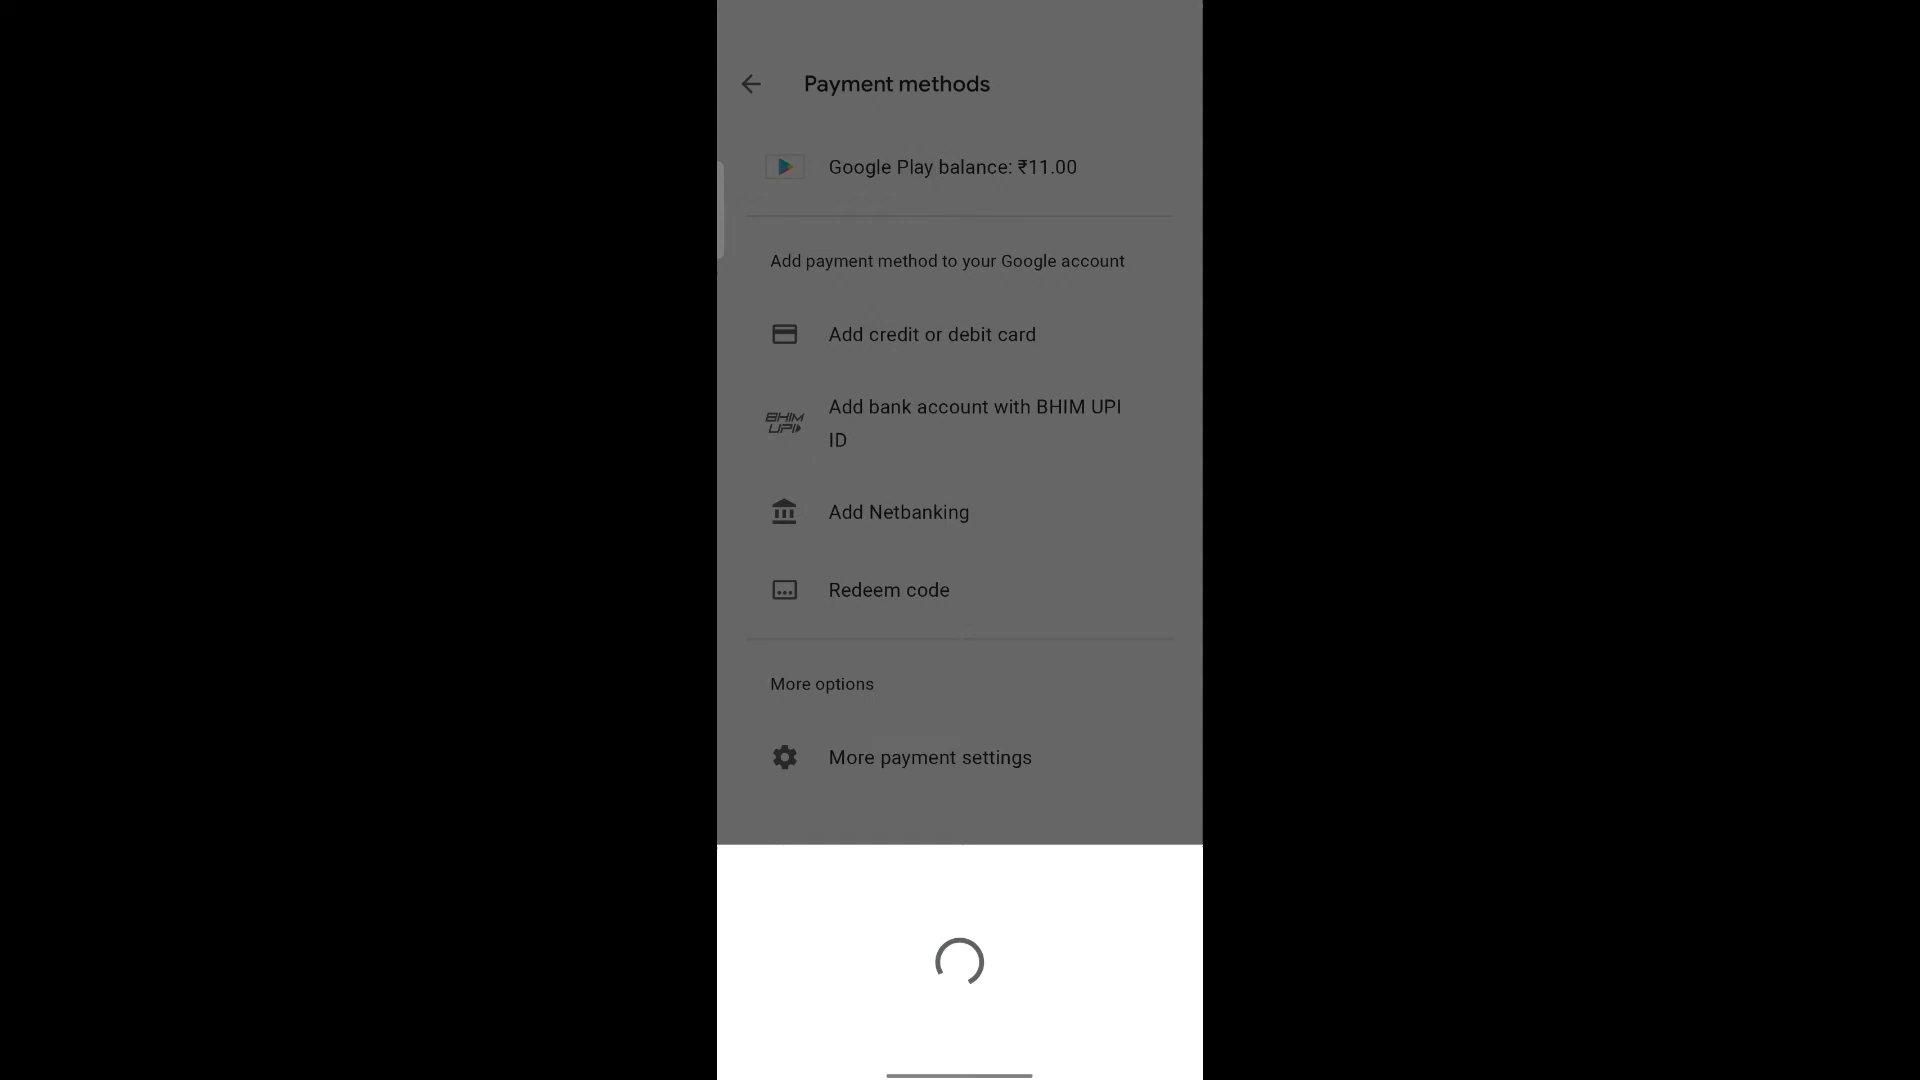 Payment methods
Google Play balance: ₹11.00
Add payment method to your Google account
Add credit or debit card
Add bank account with BHIM UPI
ID
BHIM
UPI
Add Netbanking
Redeem code
More options
More payment settings